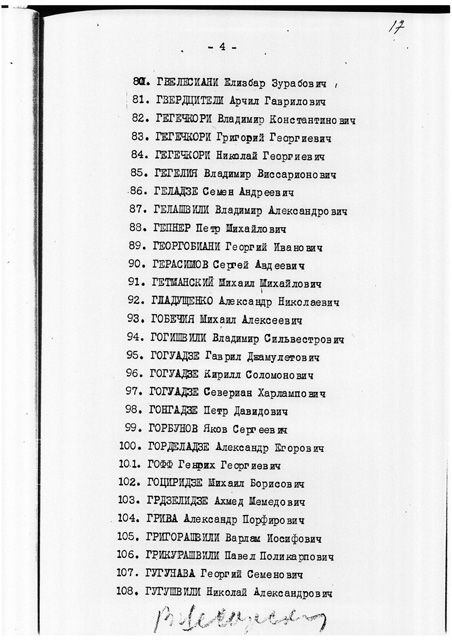 17
- 4 -
80. ГВЕЛЕСИАНИ Елизбар Зурабович
81. ГВЕРДЦИТЕЛИ Арчил Гаврилович
82. ГЕГЕЧКОРИ Владимир Константинович
83. ГЕГЕЧКОРИ Григорий Георгиевич
84. ГЕГЕЧКОРИ Николай Георгиевич
85. ГЕГЕЛИЯ Владимир Виссарионович
86. ГЕЛАДЗЕ Семен Андреевич
87. ГЕЛАШВИЛИ Владимир Александрович
88. ГЕПНЕР Петр Михайлович
89. ГЕОРГОБИАНИ Георгий Иванович
90. ГЕРАСИМОВ Сергей Авдеевич
91. ГЕТМАНСКИЙ Михаил Михайлович
92. ГЛАДУЩЕНКО Александр Николаевич
93. ГОБЕЧИЯ Михаил Алексеевич
94. ГОГИШВИЛИ Владимир Сильвестрович
95. ГОГУАДЗЕ Гаврил Джамулетович
96. ГОГУАДЗЕ Кирилл Соломонович
97. ГОГУАДЗЕ Севериан Харлампович
98. ГОНГАДЗЕ Петр Давидович
99. ГОРБУНОВ Яков Сергеевич
100. ГОРДЕЛАДЗЕ Александр Егорович
101. ГОФФ Генрих Георгиевич
102. ГОЦИРИДЗЕ Михаил Борисович
103. ГРДЗЕЛИДЗЕ Ахмед Мемедович
104. ГРИВА Александр Порфирович
105. ГРИГОРАШВИЛИ Варлам Иосифович
106. ГРИКУРАШВИЛИ Павел Поликарпович
107. ГУГУНАВА Георгий Семенович
108. ГУГУШВИЛИ Николай Александрович